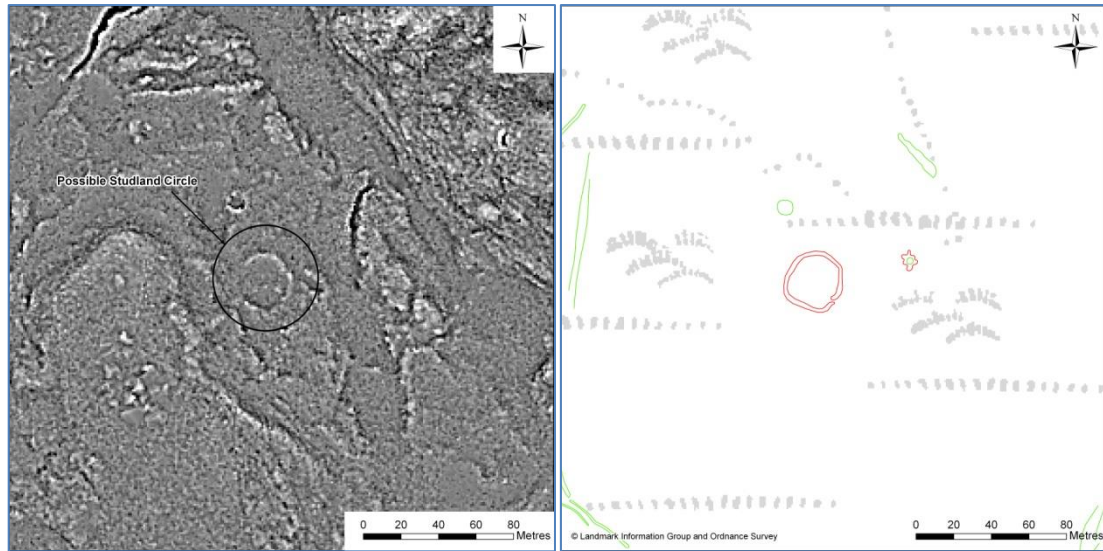 N
Possible Studland Circle
0 20 40 60 80
Metres
N
0 20 40 60 80
Metres
© Landmark Information Group and Ordnance Survey